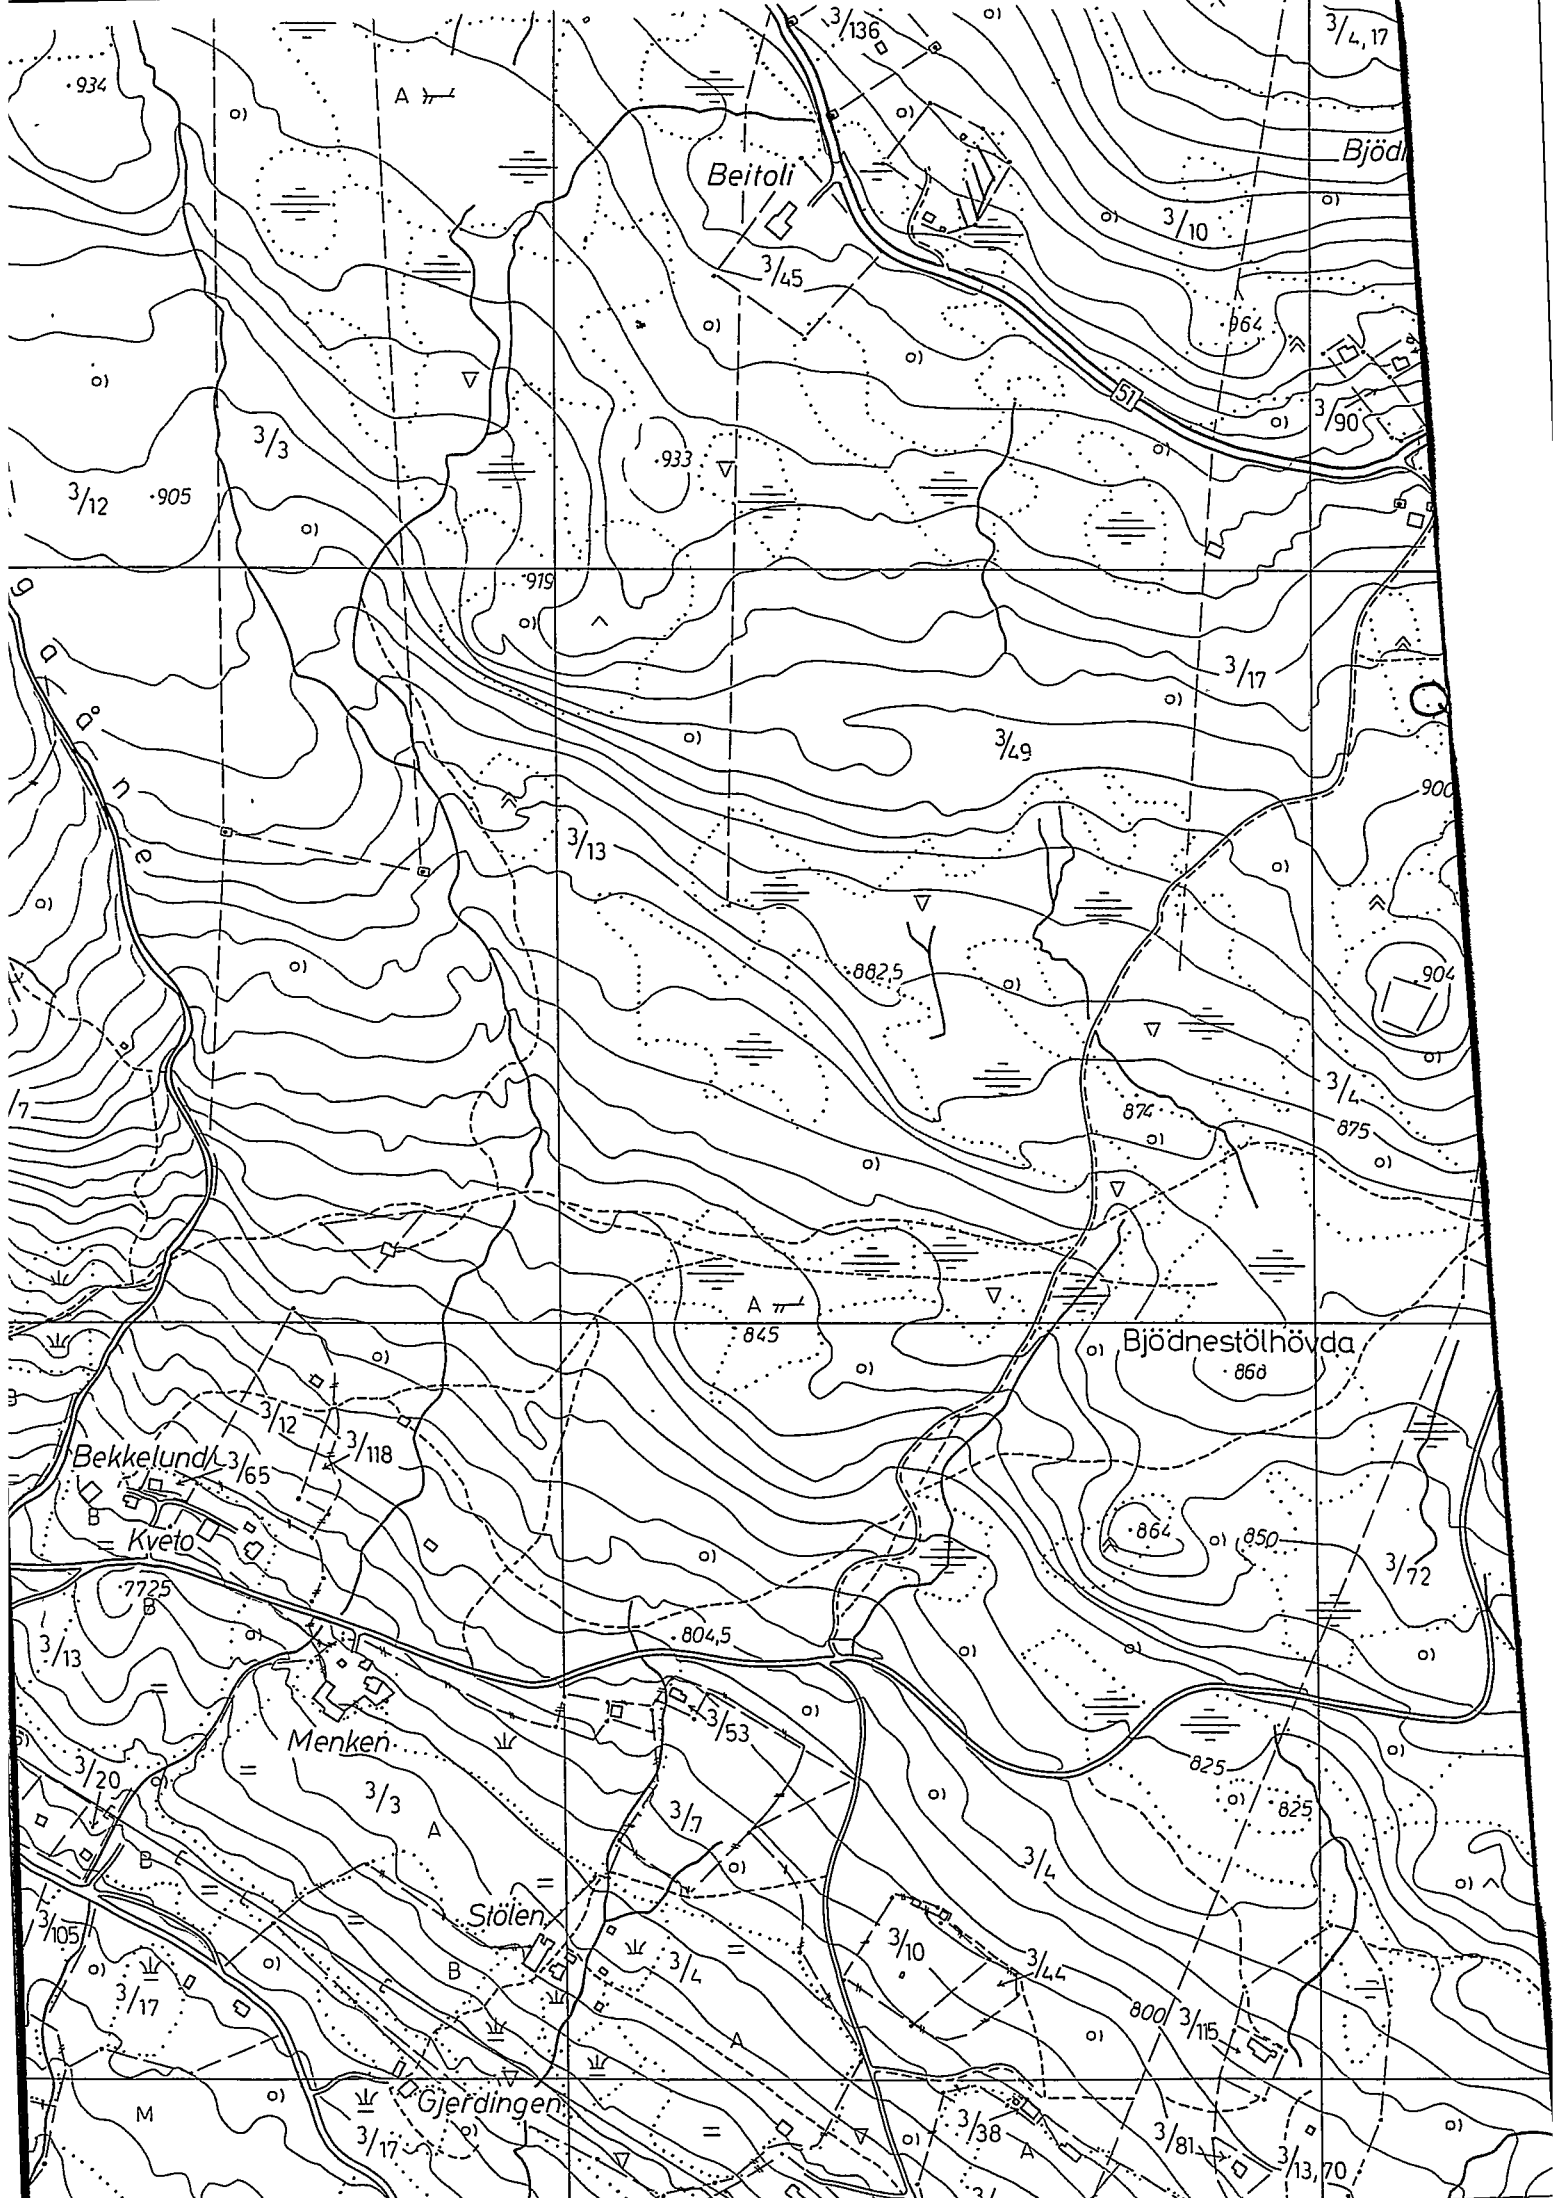 3/136
3/4,17
934
A
o)
o)
o)
Bjöd
Beitoli
3/10
o)
o)
3/45
964
o)
o)
o)
51
3/90
o)
3/3
933
o)
3/12
905
o)
919
o)
g
a
å
n
e
3/17
o)
o)
3/49
900
3/13
o)
o)
o)
882,5
904
o)
o)
/7
3/4
874
875
o)
o)
o)
A
845
Bjödnestölhövda
o)
o)
868
o)
3/12
3/118
Bekkelund
3/65
B
864
o)
850
Kveto
o)
3/72
772,5
B
3/13
o)
804,5
o)
o)
o)
3/53
o)
Menken
3/20
o)
825
o)
3/3
3/7
o)
o)
825
A
B
o)
3/4
o)
Stölen
3/105
3/10
3/44
o)
o)
B
3/4
3/17
800
3/115
A
o)
Gjerdingen
o)
M
3/38
o)
3/17
o)
o)
A
3/81
3/13,70
3/